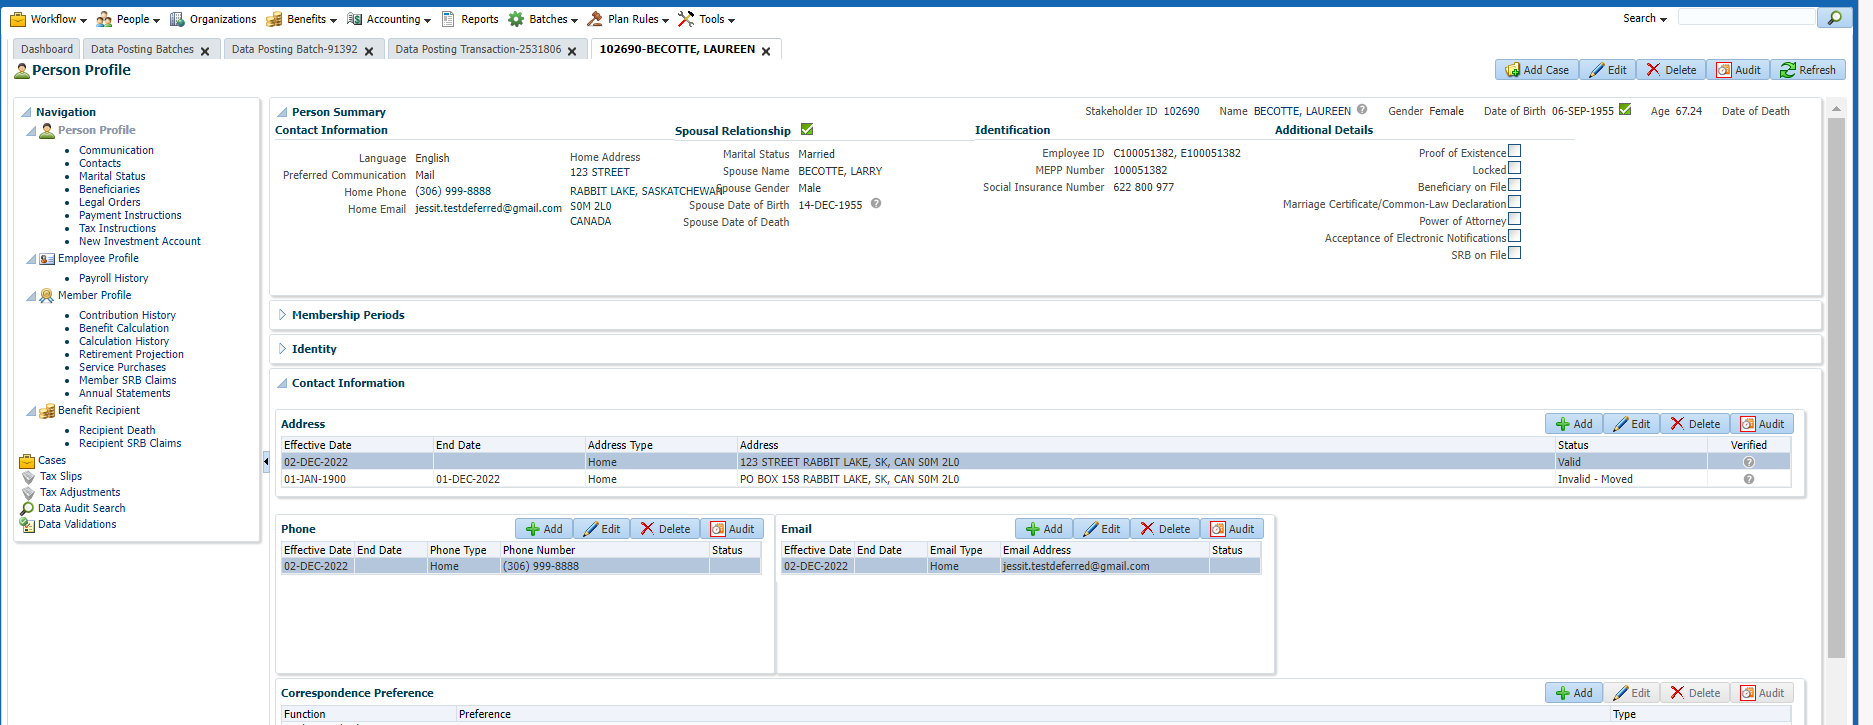 Workflow People Organizations Benefits Accounting Reports Batches Plan Rules Tools Search
Dashboard Data Posting Batches Data Posting Batch-91392 Data Posting Transaction-2531806 102690-BECOTTE, LAUREEN
Person Profile Add Case Edit Delete Audit Refresh
Navigation
Person Profile
Communication
Contacts
Marital Status
Beneficiaries
Legal Orders
Payment Instructions
Tax Instructions
New Investment Account
Employee Profile
Payroll History
Member Profile
Contribution History
Benefit Calculation
Calculation History
Retirement Projection
Service Purchases
Member SRB Claims
Annual Statements
Benefit Recipient
Recipient Death
Recipient SRB Claims
Cases
Tax Slips
Tax Adjustments
Data Audit Search
Data Validations
Person Summary Stakeholder ID 102690 Name BECOTTE, LAUREEN Gender Female Date of Birth 06-SEP-1955 Age 67.24 Date of Death
Contact Information
Language English
Preferred Communication Mail
Home Phone (306) 999-8888
Home Email jessit.testdeferred@gmail.com
Home Address
123 STREET
RABBIT LAKE, SASKATCHEWAN
S0M 2L0
CANADA
Spousal Relationship
Marital Status Married
Spouse Name BECOTTE, LARRY
Spouse Gender Male
Spouse Date of Birth 14-DEC-1955
Spouse Date of Death
Identification
Employee ID C100051382, E100051382
MEPP Number 100051382
Social Insurance Number 622 800 977
Additional Details
Proof of Existence
Locked
Beneficiary on File
Marriage Certificate/Common-Law Declaration
Power of Attorney
Acceptance of Electronic Notifications
SRB on File
Membership Periods
Identity
Contact Information
Address Add Edit Delete Audit
Effective Date End Date Address Type Address Status Verified
02-DEC-2022 Home 123 STREET RABBIT LAKE, SK, CAN S0M 2L0 Valid
01-JAN-1900 01-DEC-2022 Home PO BOX 158 RABBIT LAKE, SK, CAN S0M 2L0 Invalid - Moved
Phone Add Edit Delete Audit
Effective Date End Date Phone Type Phone Number Status
02-DEC-2022 Home (306) 999-8888
Email Add Edit Delete Audit
Effective Date End Date Email Type Email Address Status
02-DEC-2022 Home jessit.testdeferred@gmail.com
Correspondence Preference Add Edit Delete Audit
Function Preference Type